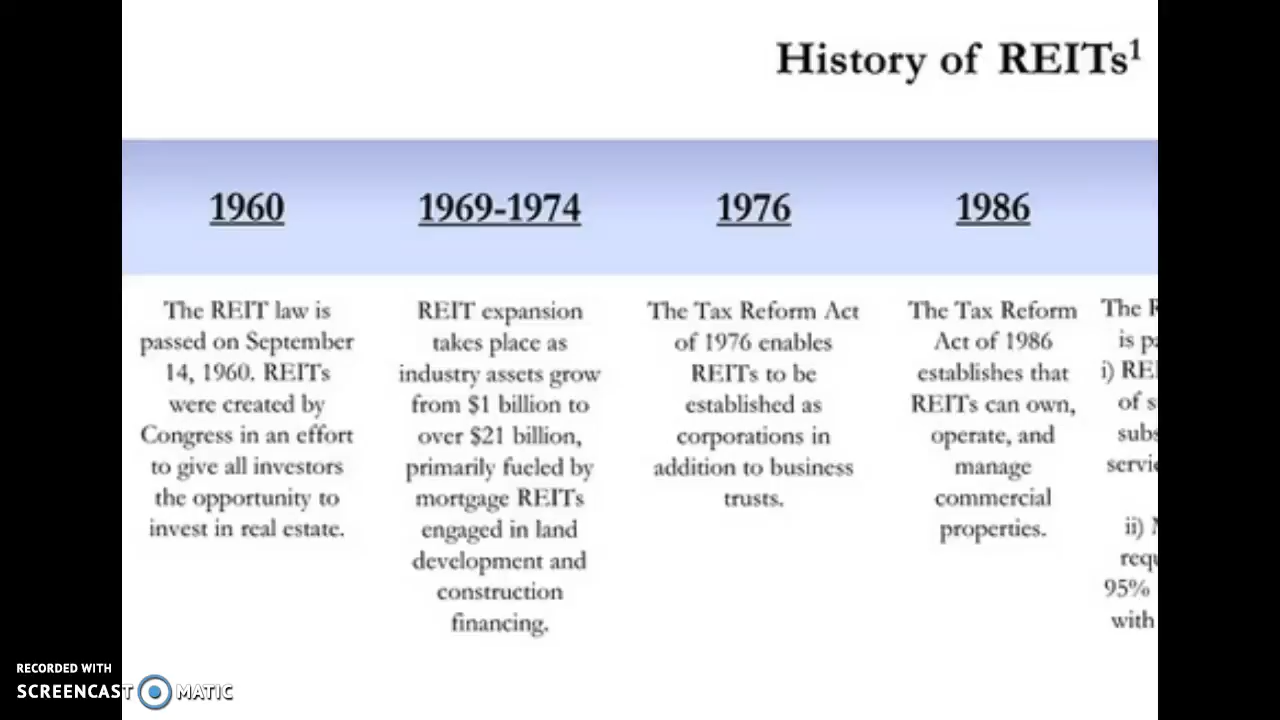 History of REITs¹
1960
1969-1974
1976
1986
The REIT law is
passed on September
14, 1960. REITs
were created by
Congress in an effort
to give all investors
the opportunity to
invest in real estate.
REIT expansion
takes place as
industry assets grow
from $1 billion to
over $21 billion,
primarily fueled by
mortgage REITs
engaged in land
development and
construction
financing.
The Tax Reform Act
of 1976 enables
REITs to be
established as
corporations in
addition to business
trusts.
The Tax Reform
Act of 1986
establishes that
REITs can own,
operate, and
manage
commercial
properties.
The
is
i)
of
ii)
95%
with
RECORDED WITH
SCREENCAST MATIC